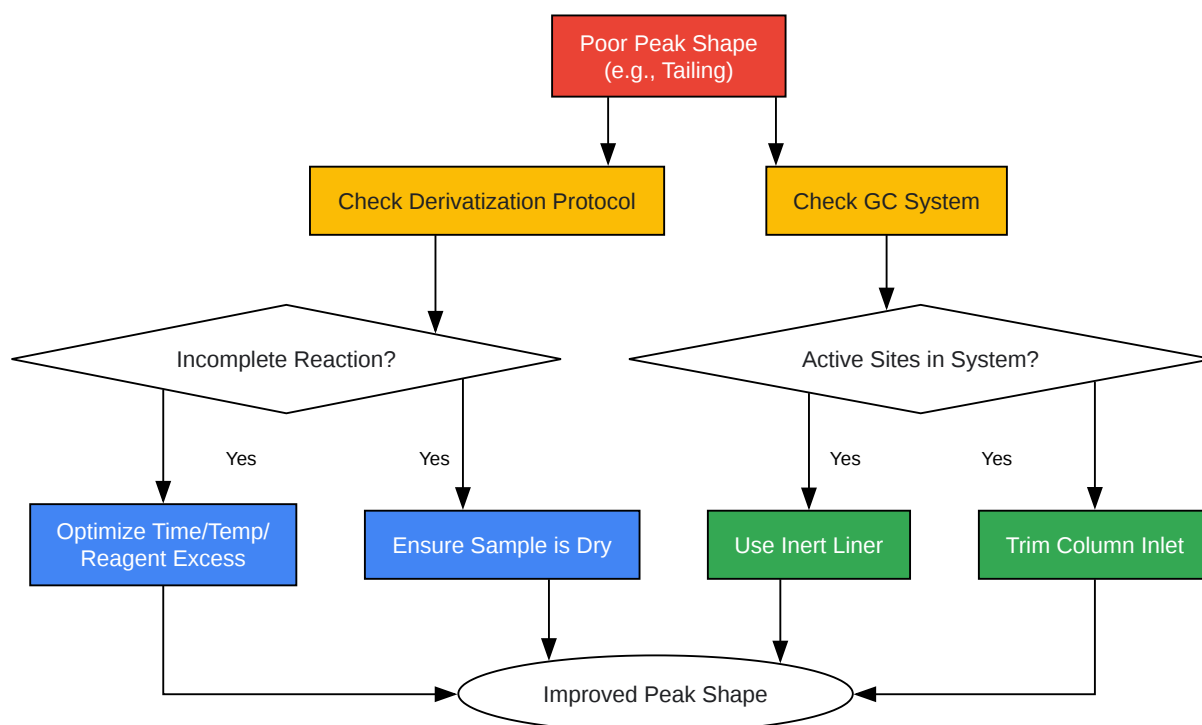 Poor Peak Shape
(e.g., Tailing)
Check Derivatization Protocol
Check GC System
Incomplete Reaction?
Active Sites in System?
Yes
Yes
Yes
Yes
Optimize Time/Temp/
Reagent Excess
Ensure Sample is Dry
Use Inert Liner
Trim Column Inlet
Improved Peak Shape